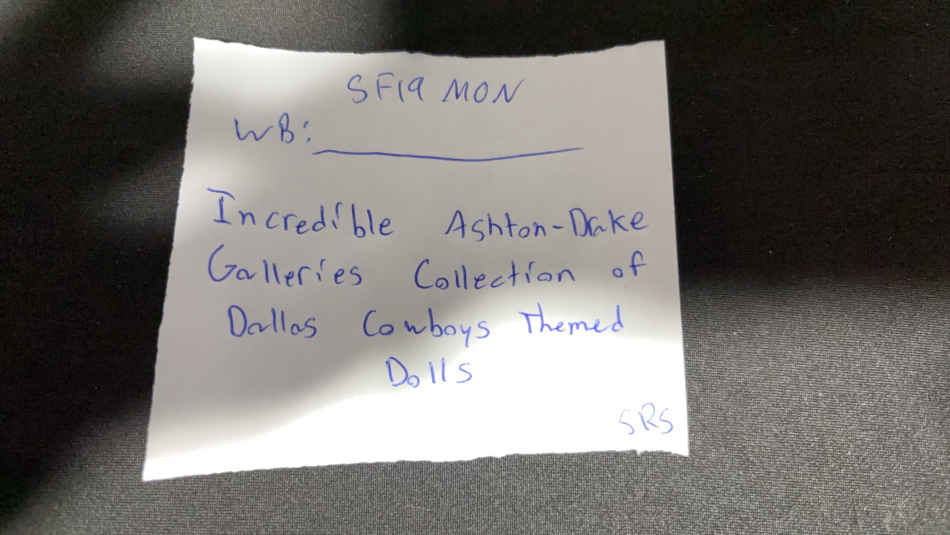 SF19 MON
WB:
Incredible Ashton-Drake
Galleries Collection of
Dallas Cowboys Themed
Dolls
SRS